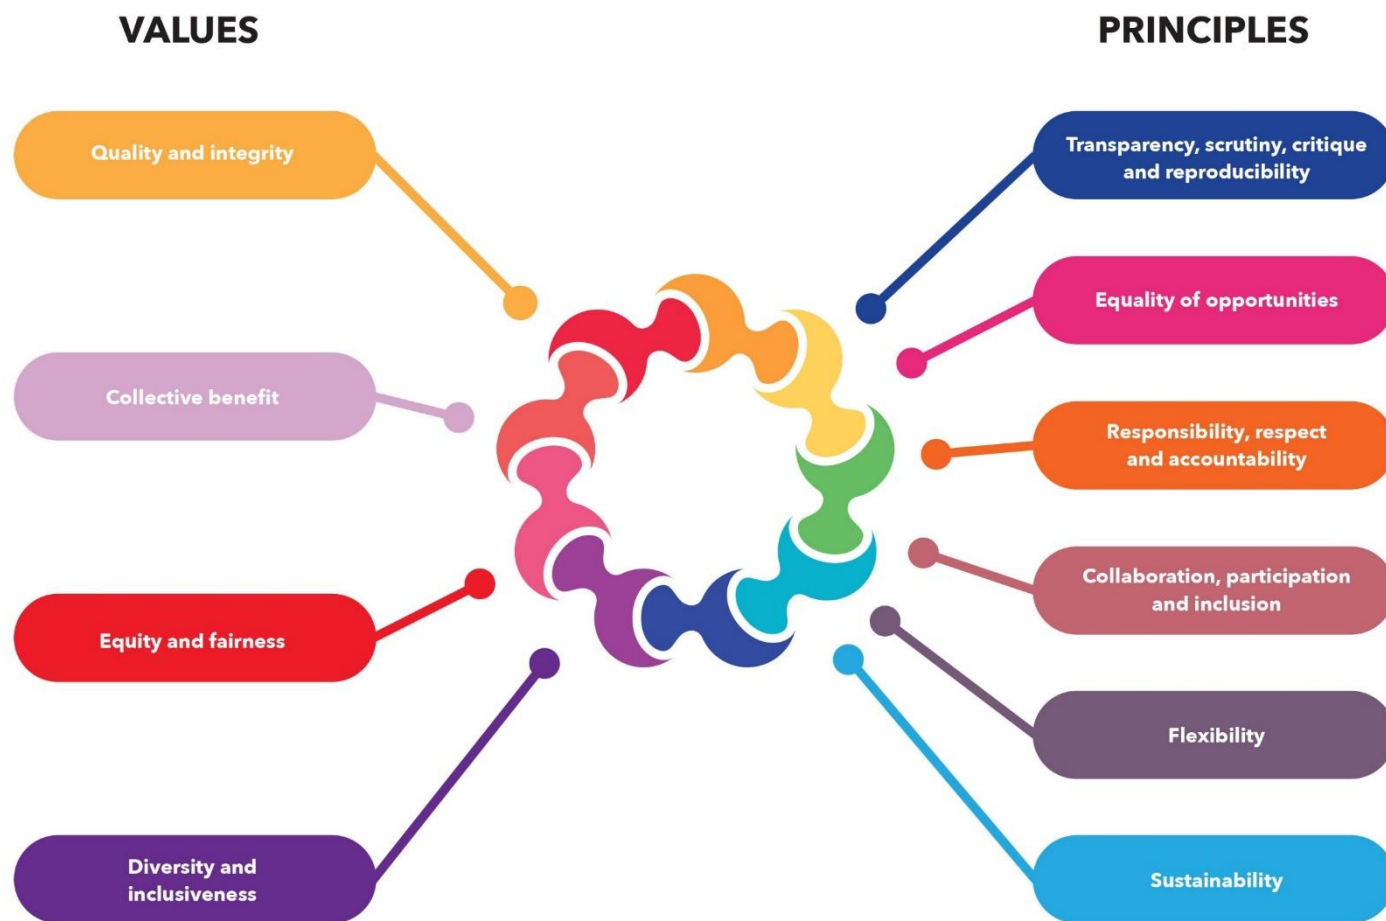 VALUES
Quality and integrity
Collective benefit
Equity and fairness
Diversity and
inclusiveness
PRINCIPLES
Transparency, scrutiny, critique
and reproducibility
Equality of opportunities
Responsibility, respect
and accountability
Collaboration, participation
and inclusion
Flexibility
Sustainability